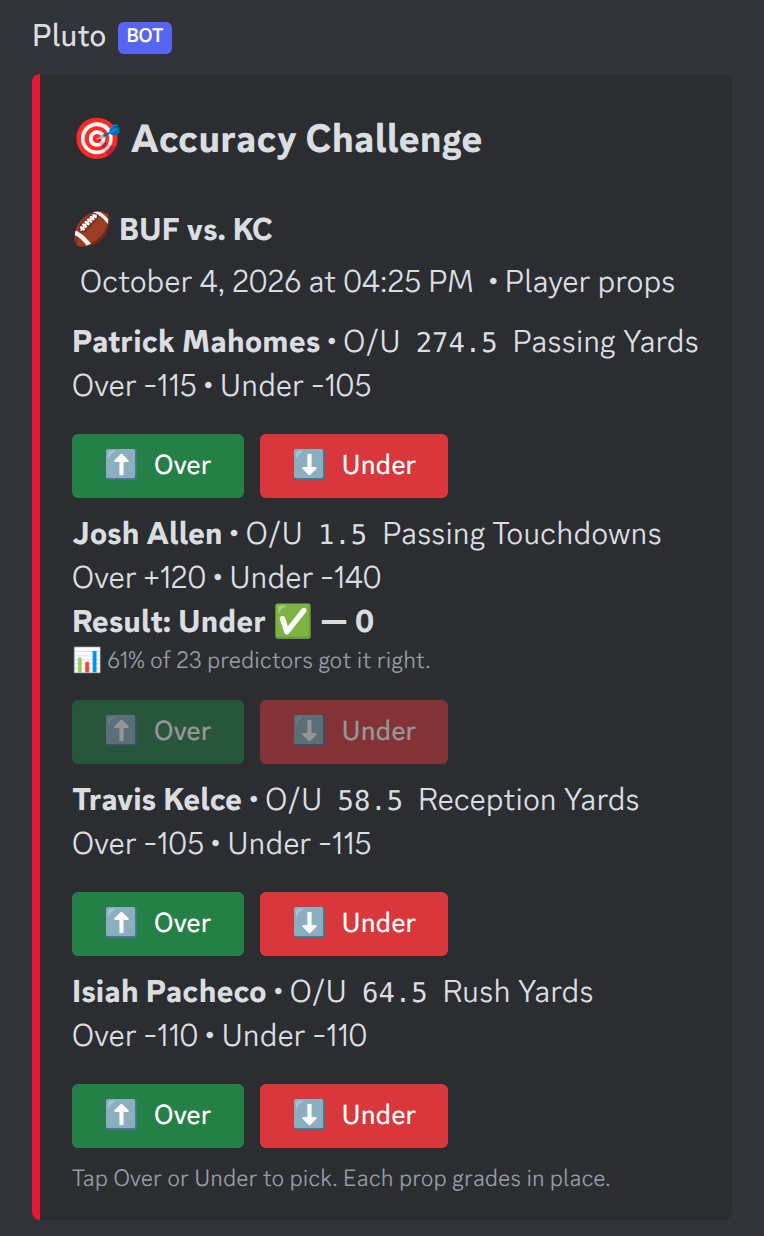 Pluto BOT
🎯 Accuracy Challenge
🏈 BUF vs. KC
October 4, 2026 at 04:25 PM • Player props
Patrick Mahomes • O/U 274.5 Passing Yards
Over -115 • Under -105
⬆️ Over ⬇️ Under
Josh Allen • O/U 1.5 Passing Touchdowns
Over +120 • Under -140
Result: Under ✅ — 0
📊 61% of 23 predictors got it right.
⬆️ Over ⬇️ Under
Travis Kelce • O/U 58.5 Reception Yards
Over -105 • Under -115
⬆️ Over ⬇️ Under
Isiah Pacheco • O/U 64.5 Rush Yards
Over -110 • Under -110
⬆️ Over ⬇️ Under
Tap Over or Under to pick. Each prop grades in place.